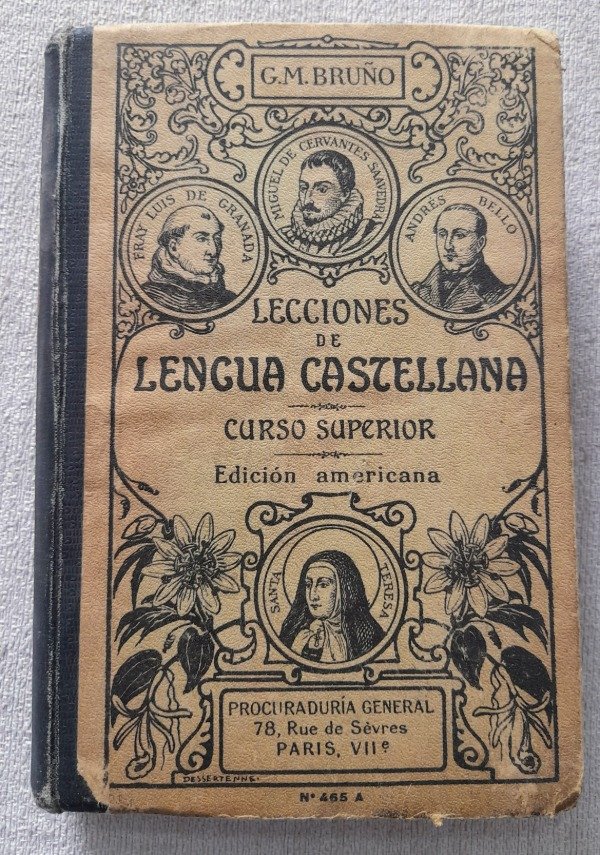 G.M. BRUÑO
MIGUEL DE CERVANTES SAAVEDRA
FRAY LUIS DE GRANADA
ANDRÉS BELLO
LECCIONES
DE
LENGUA CASTELLANA
CURSO SUPERIOR
Edición americana
SANTA TERESA
PROCURADURÍA GENERAL
78, Rue de Sèvres
PARIS, VIIe
DESSERTENNE.
Nº 465 A